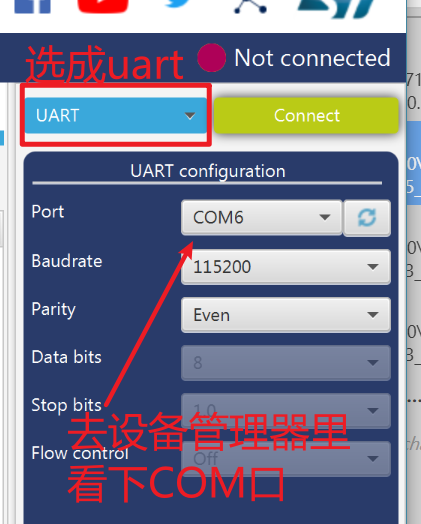 选成uart
Not connected
UART
Connect
UART configuration
Port
COM6
Baudrate
115200
Parity
Even
Data bits
8
Stop bits
1.0
去设备管理器里
Flow control
Off
看下COM口